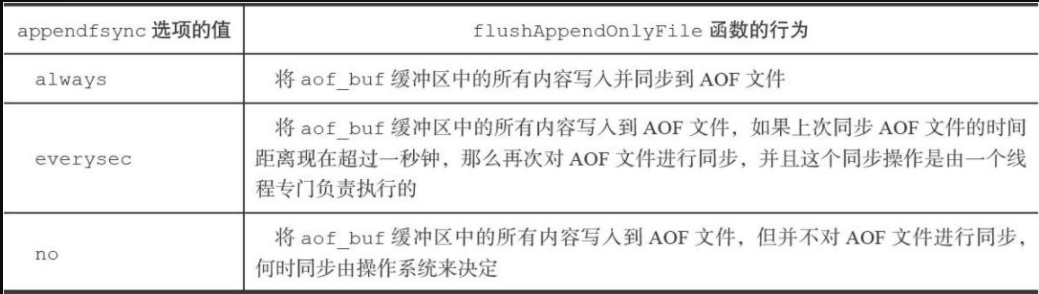 appendfsync 选项的值
flushAppendOnlyFile 函数的行为
always
将 aof_buf 缓冲区中的所有内容写入并同步到 AOF 文件
everysec
将 aof_buf 缓冲区中的所有内容写入到 AOF 文件，如果上次同步 AOF 文件的时间
距离现在超过一秒钟，那么再次对 AOF 文件进行同步，并且这个同步操作是由一个线
程专门负责执行的
no
将 aof_buf 缓冲区中的所有内容写入到 AOF 文件，但并不对 AOF 文件进行同步，
何时同步由操作系统来决定